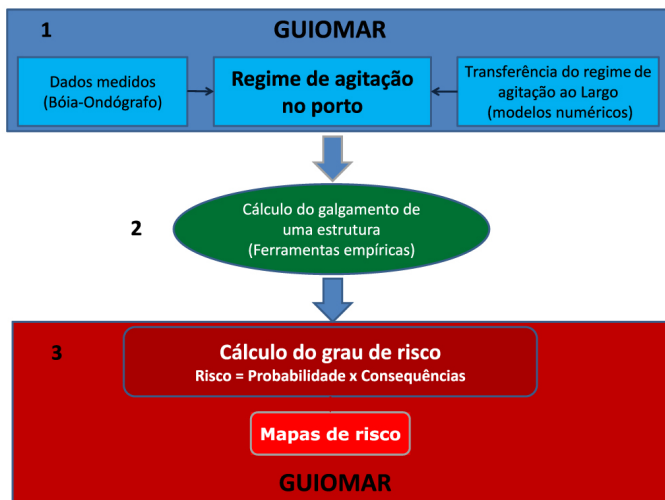 1
GUIOMAR
Dados medidos
(Bóia-Ondógrafo)
Regime de agitação
no porto
Transferência do regime de
agitação ao Largo
(modelos numéricos)
2
Cálculo do galgamento de
uma estrutura
(Ferramentas empíricas)
3
Cálculo do grau de risco
Risco = Probabilidade x Consequências
Mapas de risco
GUIOMAR